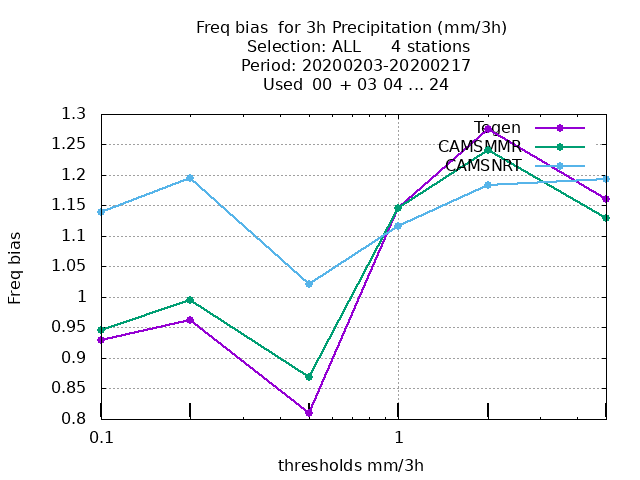 Freq bias  for 3h Precipitation (mm/3h)
Selection: ALL      4 stations
Period: 20200203-20200217
Used  00 + 03 04 ... 24
Tegen
CAMSMMR
CAMSNRT
1.3
1.25
1.2
1.15
1.1
1.05
1
0.95
0.9
0.85
0.8
Freq bias
0.1
1
thresholds mm/3h